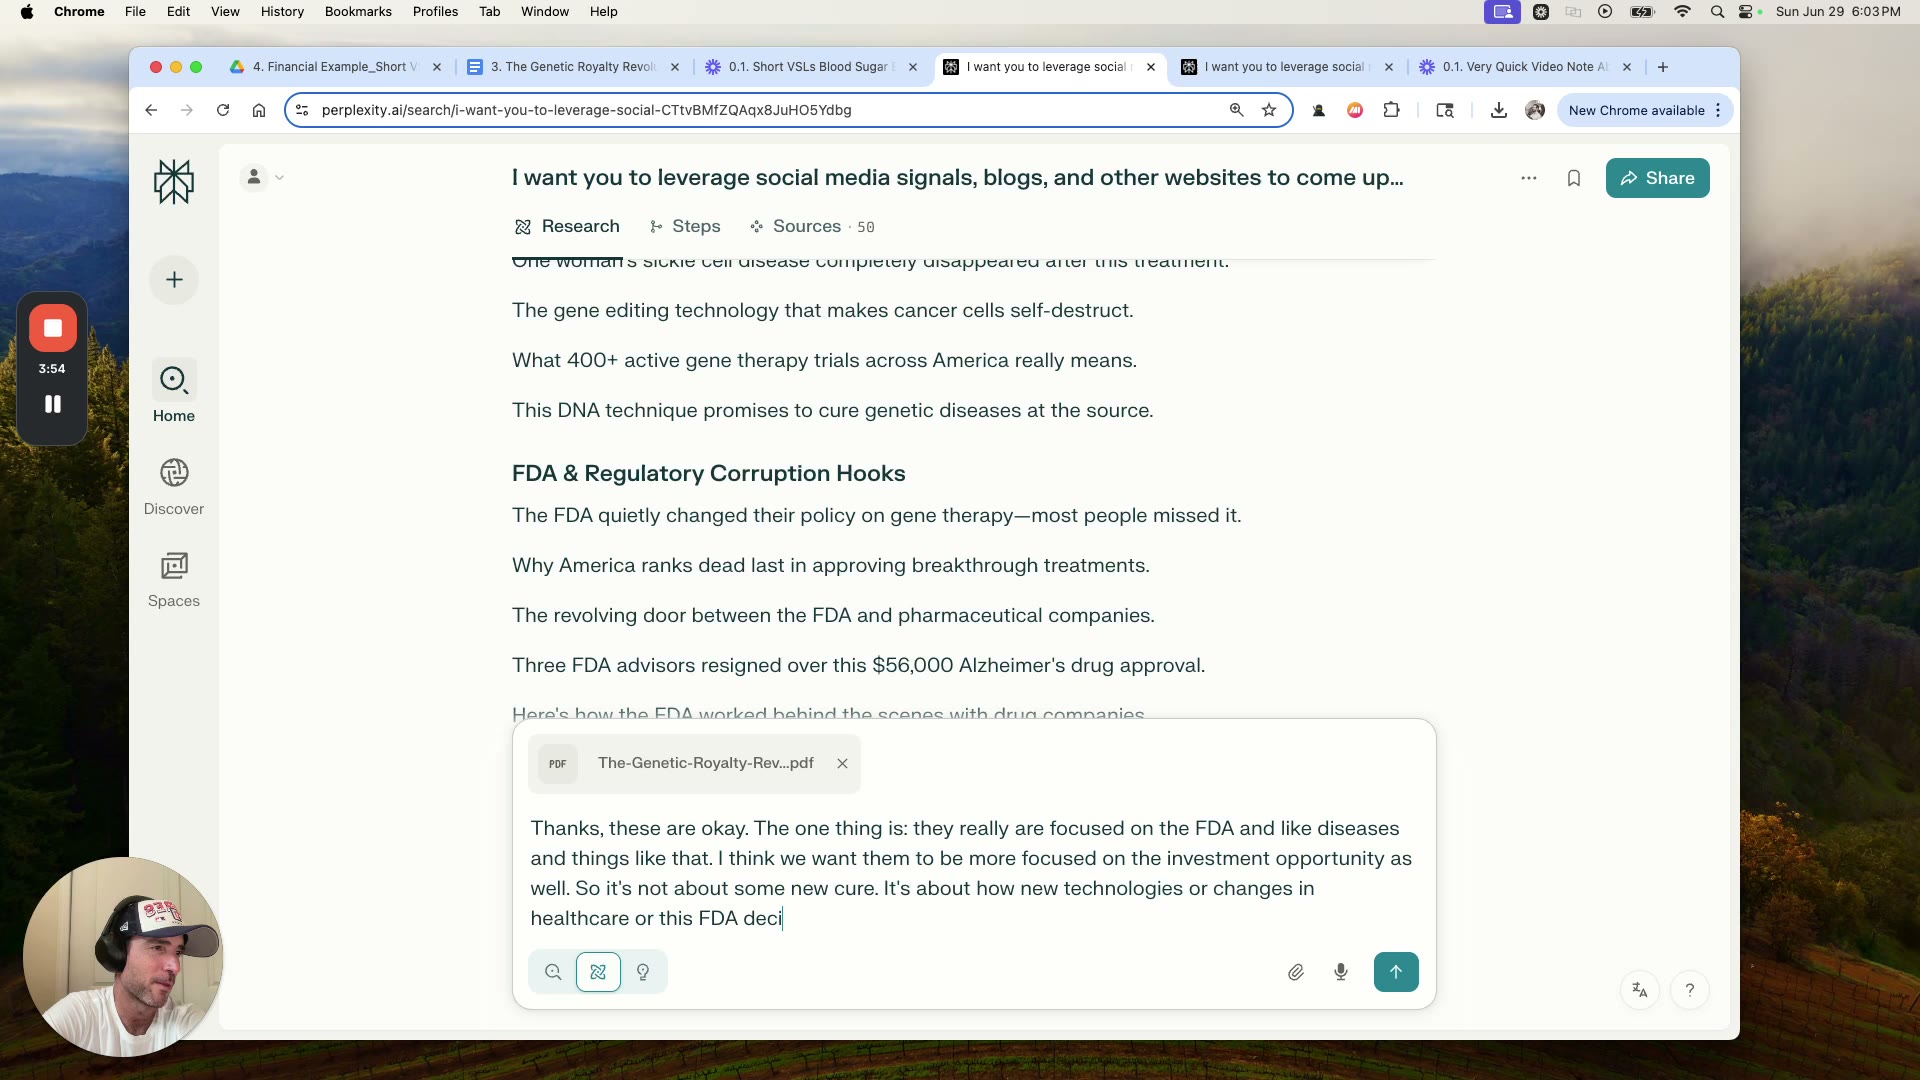 Chrome File Edit View History Bookmarks Profiles Tab Window Help
Sun Jun 29 6:03 PM
4. Financial Example_Short V
3. The Genetic Royalty Revol
0.1. Short VSLs Blood Sugar
I want you to leverage social
I want you to leverage social
0.1. Very Quick Video Note
perplexity.ai/search/i-want-you-to-leverage-social-CTtvBMfZQAqx8JuHO5Ydbg
New Chrome available
I want you to leverage social media signals, blogs, and other websites to come up...
Share
Research
Steps
Sources · 50
3:54
Home
Discover
Spaces
One woman's sickle cell disease completely disappeared after this treatment.
The gene editing technology that makes cancer cells self-destruct.
What 400+ active gene therapy trials across America really means.
This DNA technique promises to cure genetic diseases at the source.
FDA & Regulatory Corruption Hooks
The FDA quietly changed their policy on gene therapy—most people missed it.
Why America ranks dead last in approving breakthrough treatments.
The revolving door between the FDA and pharmaceutical companies.
Three FDA advisors resigned over this $56,000 Alzheimer's drug approval.
Here's how the FDA worked behind the scenes with drug companies
PDF
The-Genetic-Royalty-Rev...pdf
Thanks, these are okay. The one thing is: they really are focused on the FDA and like diseases
and things like that. I think we want them to be more focused on the investment opportunity as
well. So it's not about some new cure. It's about how new technologies or changes in
healthcare or this FDA deci
?